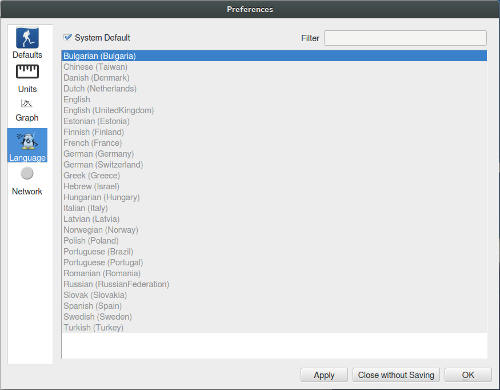 Preferences
Defaults
Units
Graph
Language
Network
System Default
Filter
Bulgarian (Bulgaria)
Chinese (Taiwan)
Danish (Denmark)
Dutch (Netherlands)
English
English (UnitedKingdom)
Estonian (Estonia)
Finnish (Finland)
French (France)
German (Germany)
German (Switzerland)
Greek (Greece)
Hebrew (Israel)
Hungarian (Hungary)
Italian (Italy)
Latvian (Latvia)
Norwegian (Norway)
Polish (Poland)
Portuguese (Brazil)
Portuguese (Portugal)
Romanian (Romania)
Russian (RussianFederation)
Slovak (Slovakia)
Spanish (Spain)
Swedish (Sweden)
Turkish (Turkey)
Apply
Close without Saving
OK